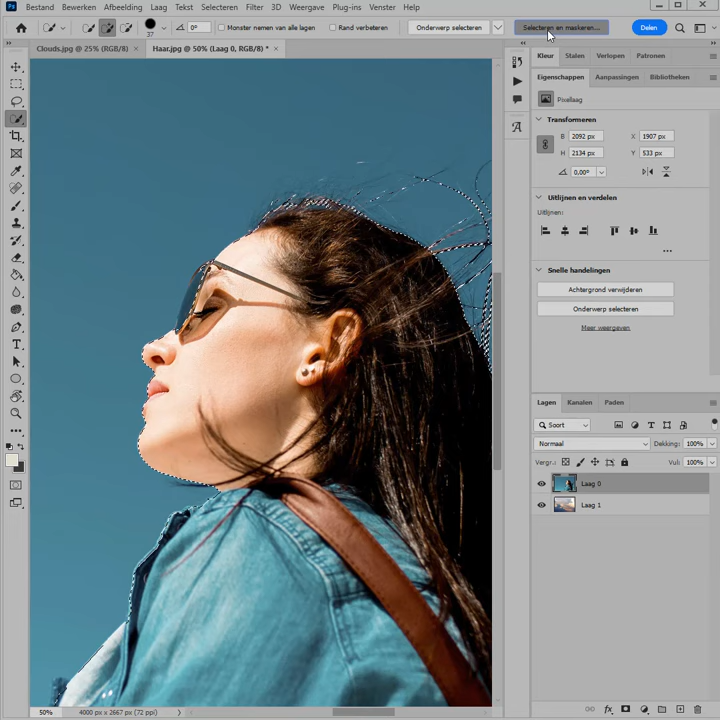 Ps Bestand Bewerken Afbeelding Laag Tekst Selecteren Filter 3D Weergave Plug-ins Venster Help
37 0° Monster nemen van alle lagen Rand verbeteren Onderwerp selecteren Selecteren en maskeren... Delen
Clouds.jpg @ 25% (RGB/8) × Haar.jpg @ 50% (Laag 0, RGB/8) * ×
Kleur Stalen Verlopen Patronen
Eigenschappen Aanpassingen Bibliotheken
Pixellaag
Transformeren
B 2092 px X 1907 px
H 2134 px Y 533 px
0,00°
Uitlijnen en verdelen
Uitlijnen:
Snelle handelingen
Achtergrond verwijderen
Onderwerp selecteren
Meer weergeven
Lagen Kanalen Paden
Soort
Normaal Dekking: 100%
Vergr.: Vul: 100%
Laag 0
Laag 1
50% 4000 px x 2667 px (72 ppi)